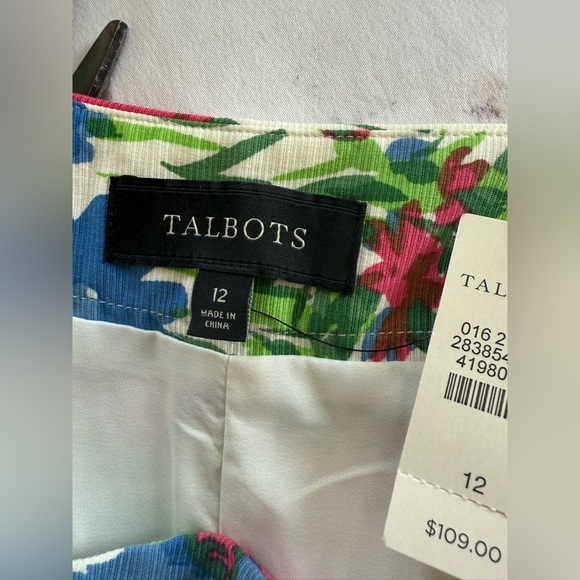 TALBOTS
12
MADE IN
CHINA
TAL
016 2
283854
41980
12
$109.00